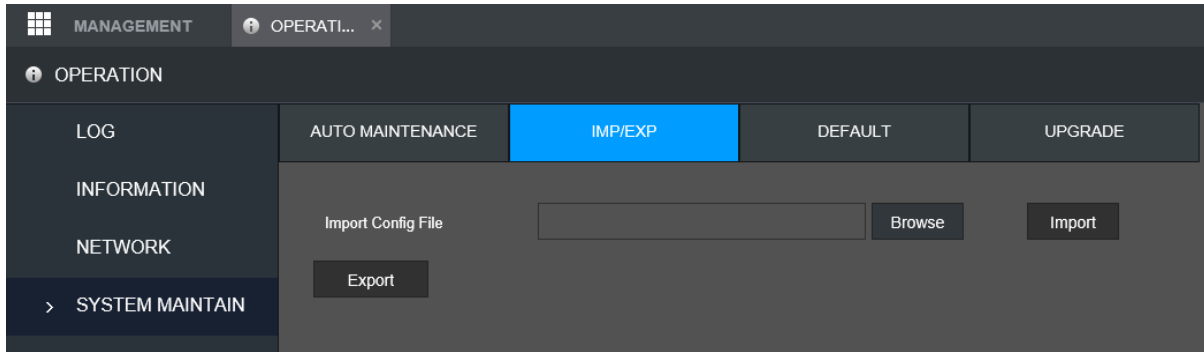 MANAGEMENT OPERATI... ×
OPERATION
LOG
INFORMATION
NETWORK
> SYSTEM MAINTAIN
AUTO MAINTENANCE IMP/EXP DEFAULT UPGRADE
Import Config File Browse Import
Export